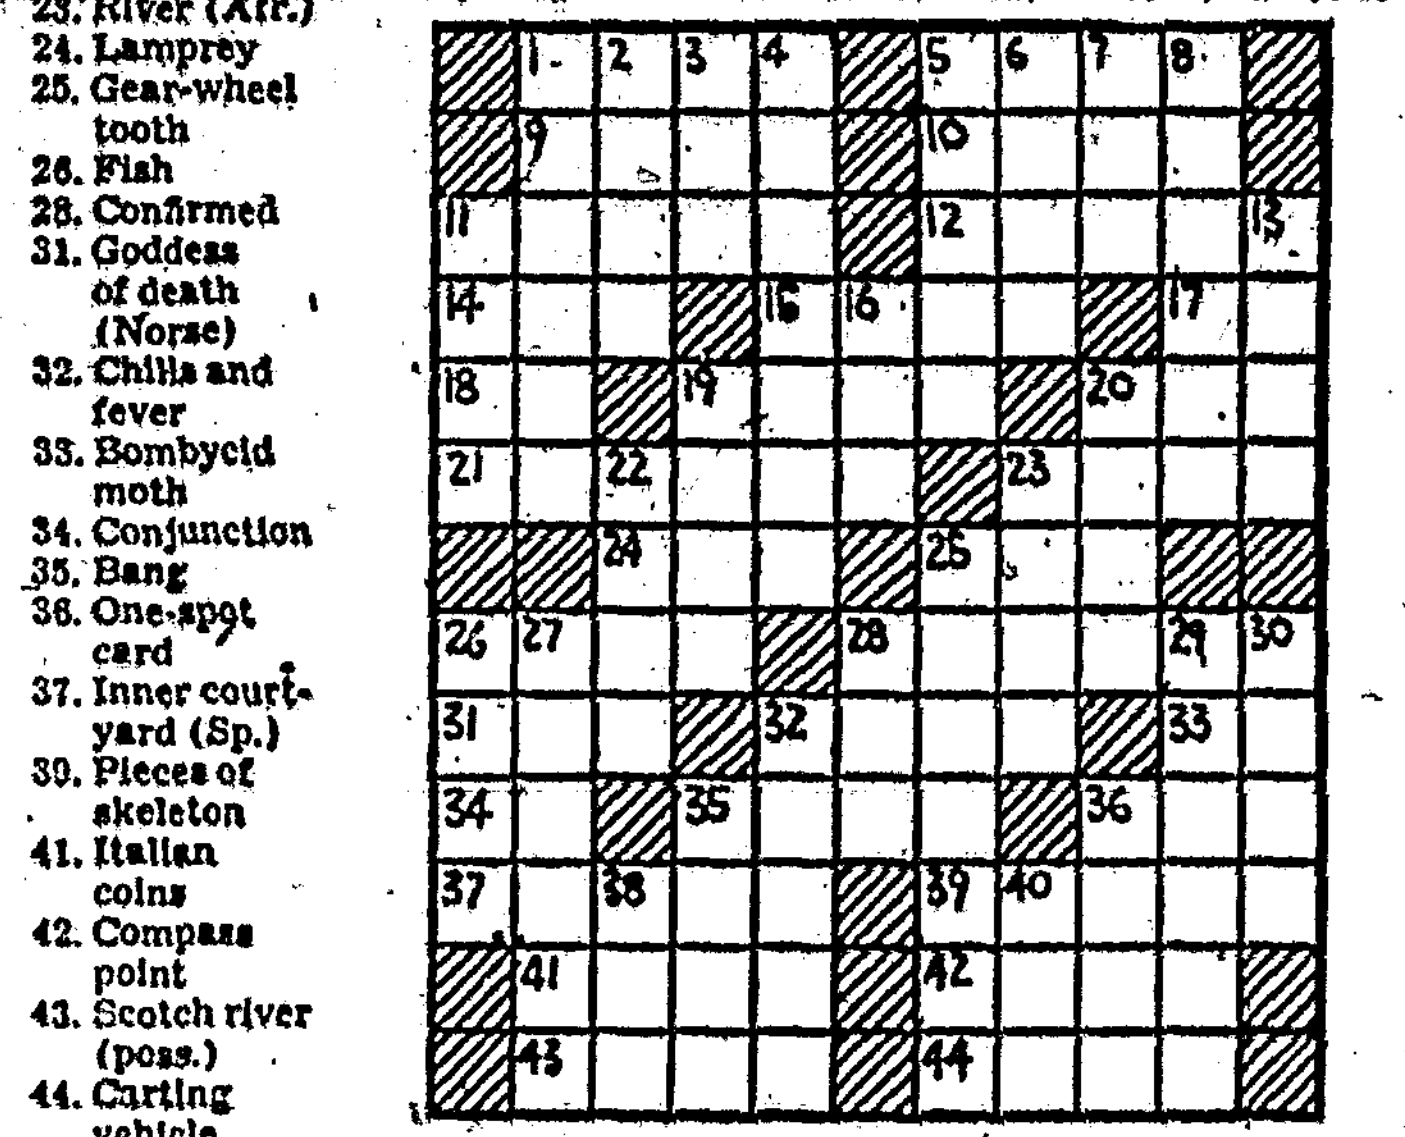 23. River (Afr.)
24. Lamprey
25. Gear-wheel
tooth
26. Fish
28. Confirmed
31. Goddess
of death
(Norse)
32. Chills and
fever
33. Bombycid
moth
34. Conjunction
35. Bang
36. One-spot
card
37. Inner court-
yard (Sp.)
39. Pieces of
skeleton
41. Italian
coins
42. Compass
point
43. Scotch river
(poss.)
44. Carting
vehicle
1 2 3 4 5 6 7 8
9 10
11 12 13
14 15 16 17
18 19 20
21 22 23
24 25
26 27 28 29 30
31 32 33
34 35 36
37 38 39 40
41 42
43 44